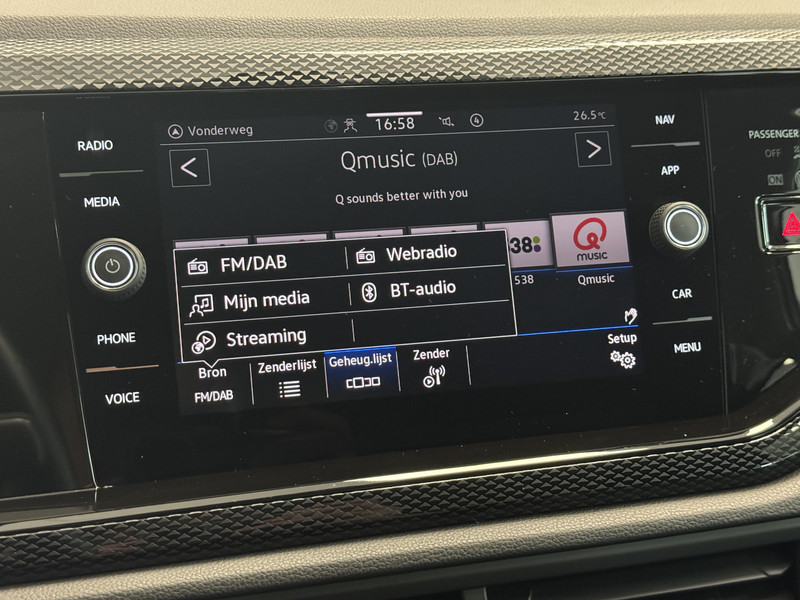 RADIO
MEDIA
PHONE
VOICE
Vonderweg
16:58
4
26.5°C
Qmusic (DAB)
Q sounds better with you
38
538
Q
MUSIC
Qmusic
FM/DAB
Webradio
Mijn media
BT-audio
Streaming
Bron
FM/DAB
Zenderlijst
Geheug.lijst
Zender
Setup
NAV
APP
CAR
MENU
PASSENGER
OFF
ON